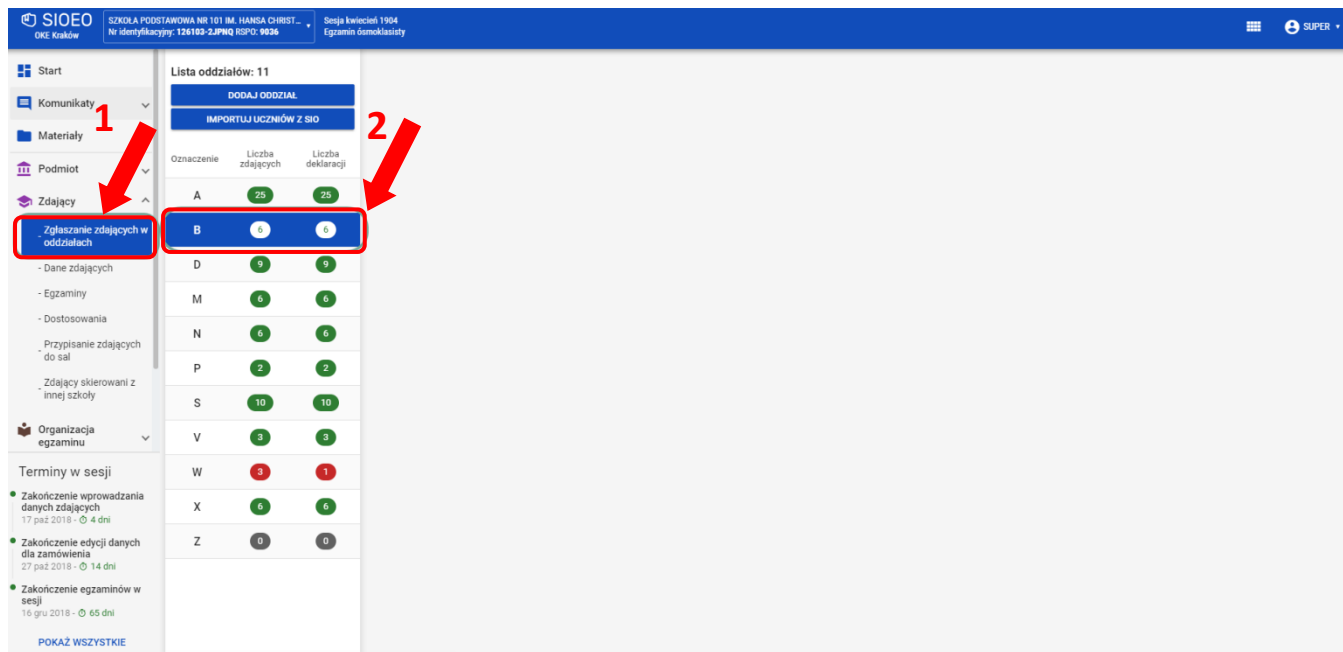 SIOEO
OKE Kraków
SZKOŁA PODSTAWOWA NR 101 IM. HANSA CHRIST...
Nr identyfikacyjny: 126103-2JPNQ RSPO: 9036
Sesja kwiecień 1904
Egzamin ósmoklasisty
SUPER
Start
Komunikaty
1
Materiały
Podmiot
Zdający
- Zgłaszanie zdających w
oddziałach
- Dane zdających
- Egzaminy
- Dostosowania
- Przypisanie zdających
do sal
- Zdający skierowani z
innej szkoły
Organizacja
egzaminu
Terminy w sesji
Zakończenie wprowadzania
danych zdających
17 paź 2018 - 4 dni
Zakończenie edycji danych
dla zamówienia
27 paź 2018 - 14 dni
Zakończenie egzaminów w
sesji
16 gru 2018 - 65 dni
POKAŻ WSZYSTKIE
Lista oddziałów: 11
DODAJ ODDZIAŁ
IMPORTUJ UCZNIÓW Z SIO
2
Oznaczenie Liczba zdających Liczba deklaracji
A 25 25
B 6 6
D 9 9
M 6 6
N 6 6
P 2 2
S 10 10
V 3 3
W 3 1
X 6 6
Z 0 0